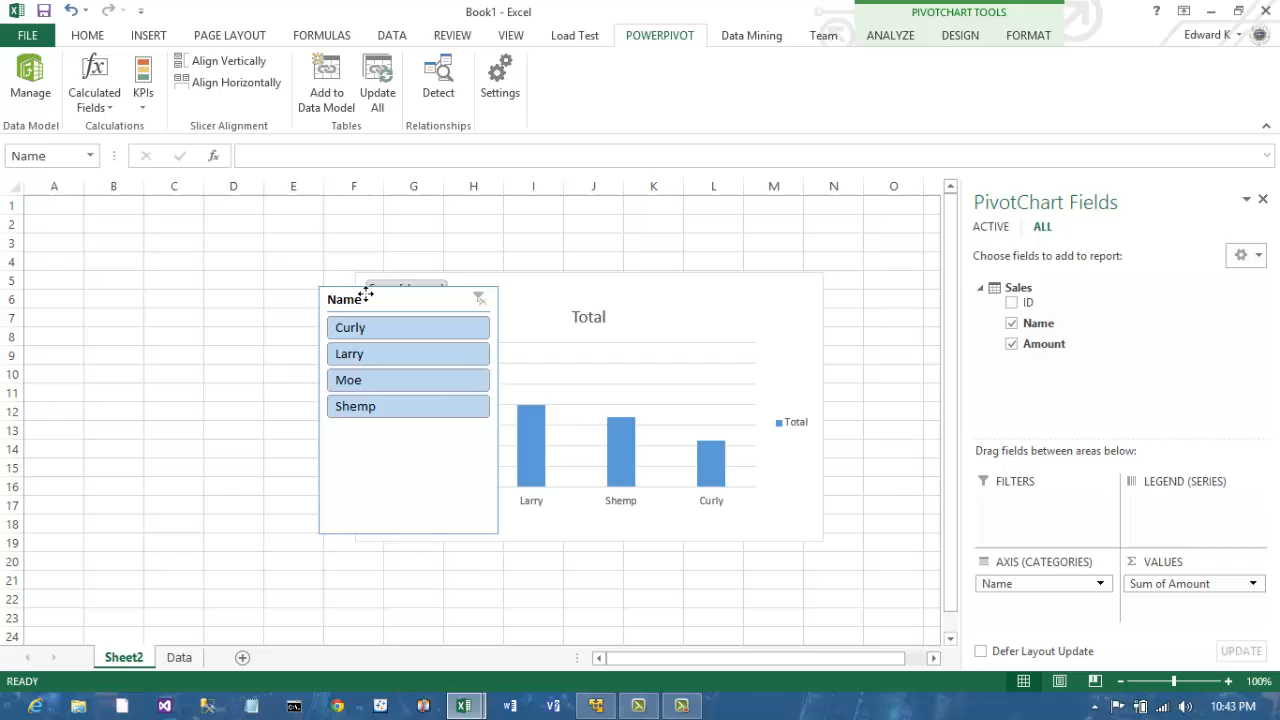 Book1 - Excel
PIVOTCHART TOOLS
?
FILE HOME INSERT PAGE LAYOUT FORMULAS DATA REVIEW VIEW Load Test POWERPIVOT Data Mining Team ANALYZE DESIGN FORMAT Edward K
Manage
Calculated Fields
KPIs
Align Vertically
Align Horizontally
Add to Data Model
Update All
Detect
Settings
Data Model Calculations Slicer Alignment Tables Relationships
Name fx
A B C D E F G H I J K L M N O
1
2
3
4
5
6
7
8
9
10
11
12
13
14
15
16
17
18
19
20
21
22
23
24
Name
Curly
Larry
Moe
Shemp
Total
Total
Larry Shemp Curly
PivotChart Fields
ACTIVE ALL
Choose fields to add to report:
Sales
ID
Name
Amount
Drag fields between areas below:
FILTERS LEGEND (SERIES)
AXIS (CATEGORIES) Σ VALUES
Name Sum of Amount
Defer Layout Update UPDATE
Sheet2 Data
READY 100%
10:43 PM